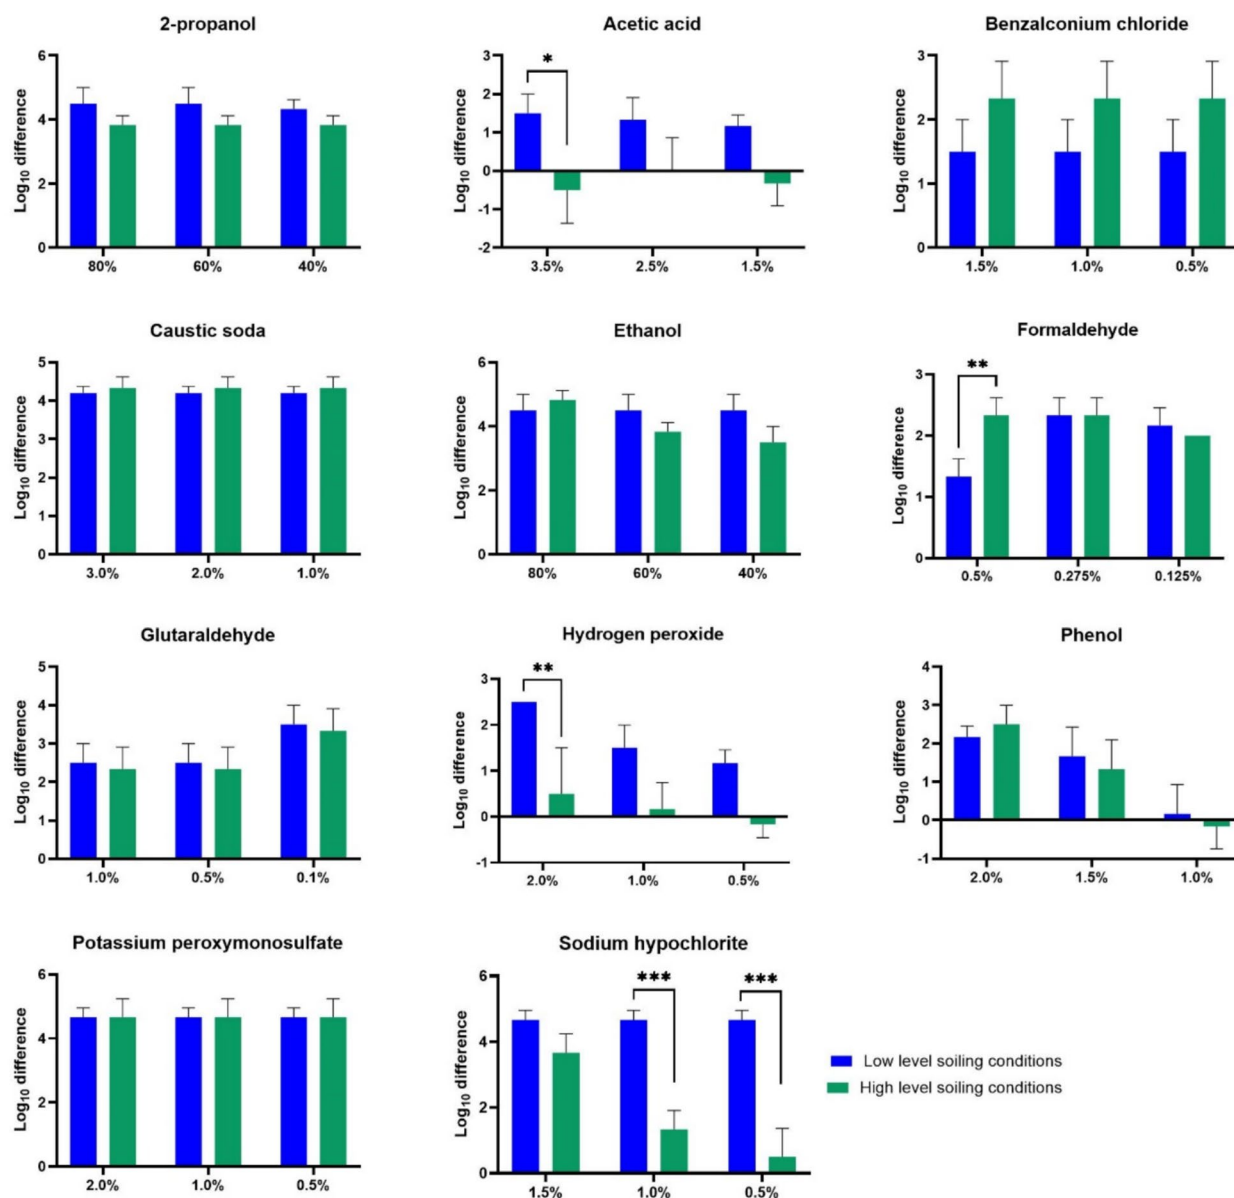 2-propanol
Log10 difference
6
4
2
0
80% 60% 40%
Acetic acid
Log10 difference
*
3
2
1
0
-1
-2
3.5% 2.5% 1.5%
Benzalconium chloride
Log10 difference
3
2
1
0
1.5% 1.0% 0.5%
Caustic soda
Log10 difference
5
4
3
2
1
0
3.0% 2.0% 1.0%
Ethanol
Log10 difference
6
4
2
0
80% 60% 40%
Formaldehyde
Log10 difference
**
3
2
1
0
0.5% 0.275% 0.125%
Glutaraldehyde
Log10 difference
5
4
3
2
1
0
1.0% 0.5% 0.1%
Hydrogen peroxide
Log10 difference
**
3
2
1
0
-1
2.0% 1.0% 0.5%
Phenol
Log10 difference
4
3
2
1
0
-1
2.0% 1.5% 1.0%
Potassium peroxymonosulfate
Log10 difference
6
4
2
0
2.0% 1.0% 0.5%
Sodium hypochlorite
Log10 difference
*** ***
6
4
2
0
1.5% 1.0% 0.5%
Low level soiling conditions
High level soiling conditions